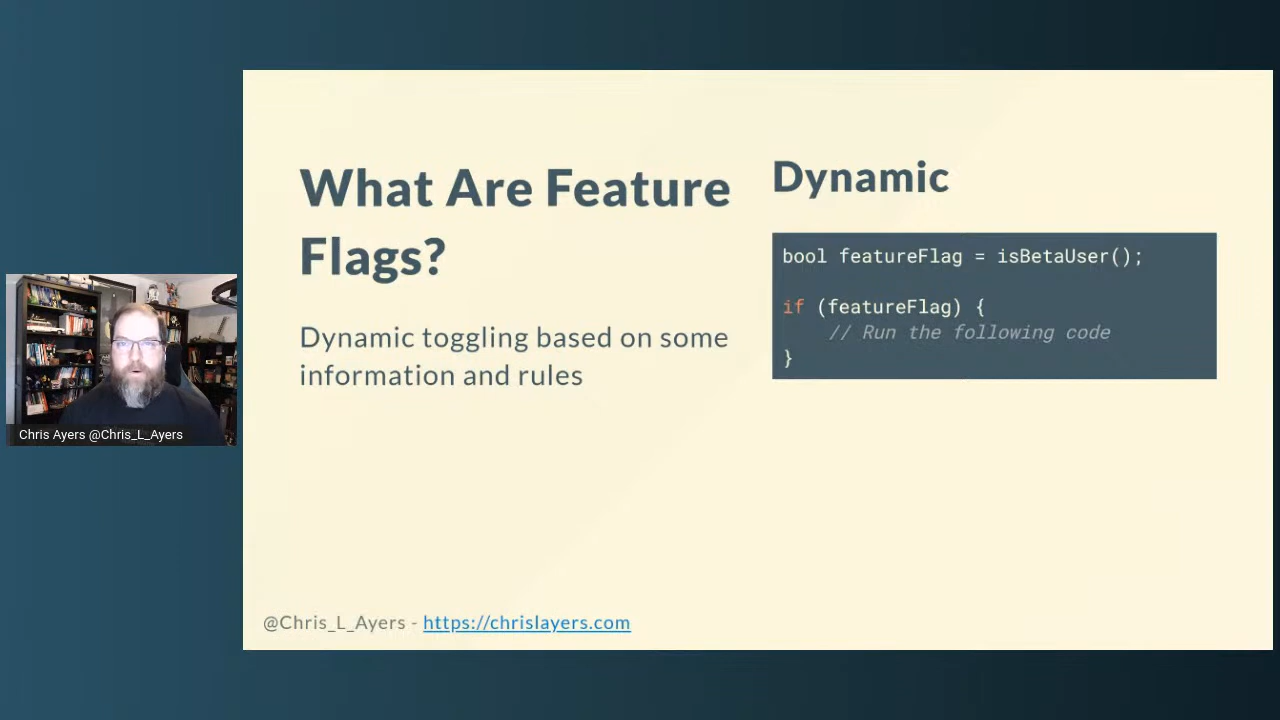 What Are Feature
Flags?
Dynamic toggling based on some
information and rules
Dynamic
bool featureFlag = isBetaUser();
if (featureFlag) {
// Run the following code
}
Chris Ayers @Chris_L_Ayers
@Chris_L_Ayers - https://chrislayers.com